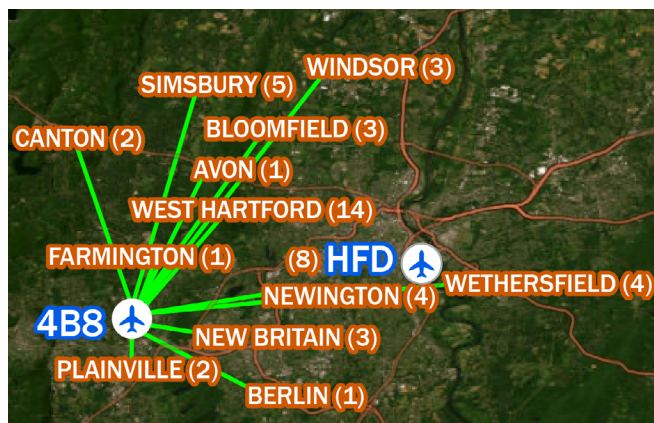 WINDSOR (3)
SIMSBURY (5)
BLOOMFIELD (3)
CANTON (2)
AVON (1)
WEST HARTFORD (14)
FARMINGTON (1)
(8) HFD
WETHERSFIELD (4)
NEWINGTON (4)
4B8
NEW BRITAIN (3)
PLAINVILLE (2)
BERLIN (1)